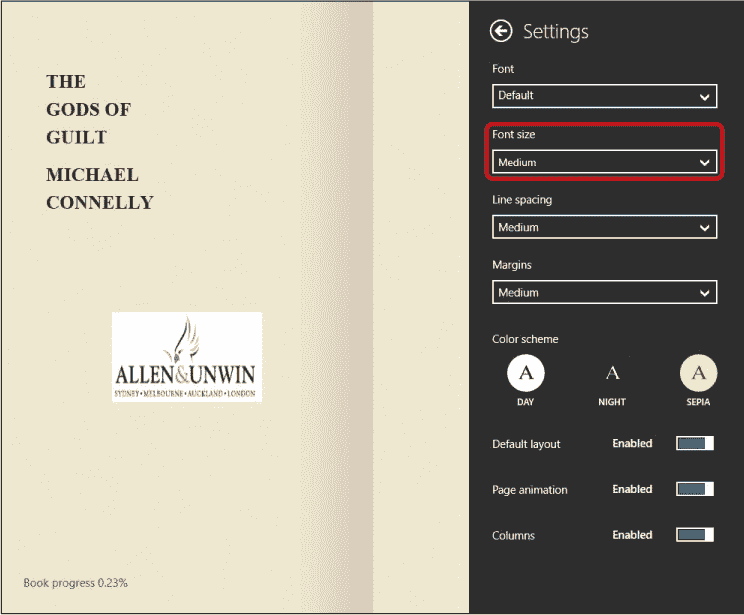 THE
GODS OF
GUILT
MICHAEL
CONNELLY
ALLEN&UNWIN
SYDNEY•MELBOURNE•AUCKLAND•LONDON
Book progress 0.23%
Settings
Font
Default
Font size
Medium
Line spacing
Medium
Margins
Medium
Color scheme
A A A
DAY NIGHT SEPIA
Default layout Enabled
Page animation Enabled
Columns Enabled